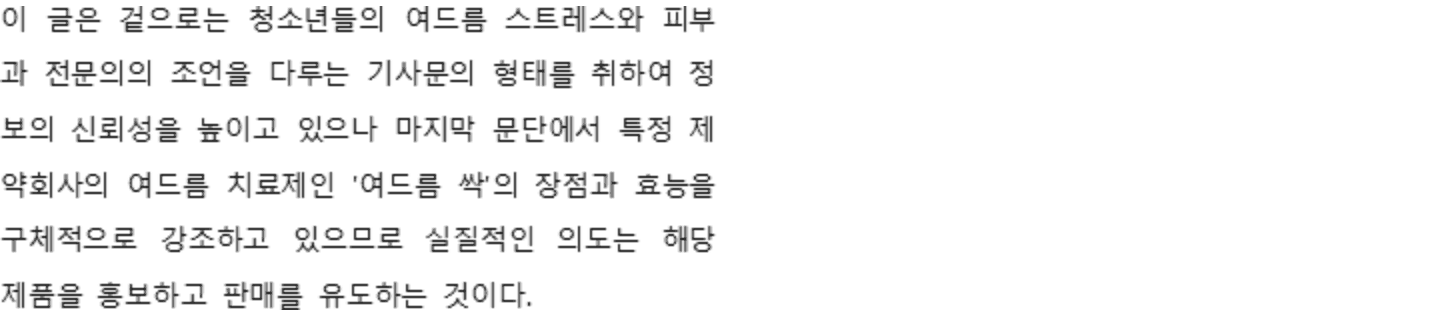 이 글은 겉으로는 청소년들의 여드름 스트레스와 피부
과 전문의의 조언을 다루는 기사문의 형태를 취하여 정
보의 신뢰성을 높이고 있으나 마지막 문단에서 특정 제
약회사의 여드름 치료제인 '여드름 싹'의 장점과 효능을
구체적으로 강조하고 있으므로 실질적인 의도는 해당
제품을 홍보하고 판매를 유도하는 것이다.